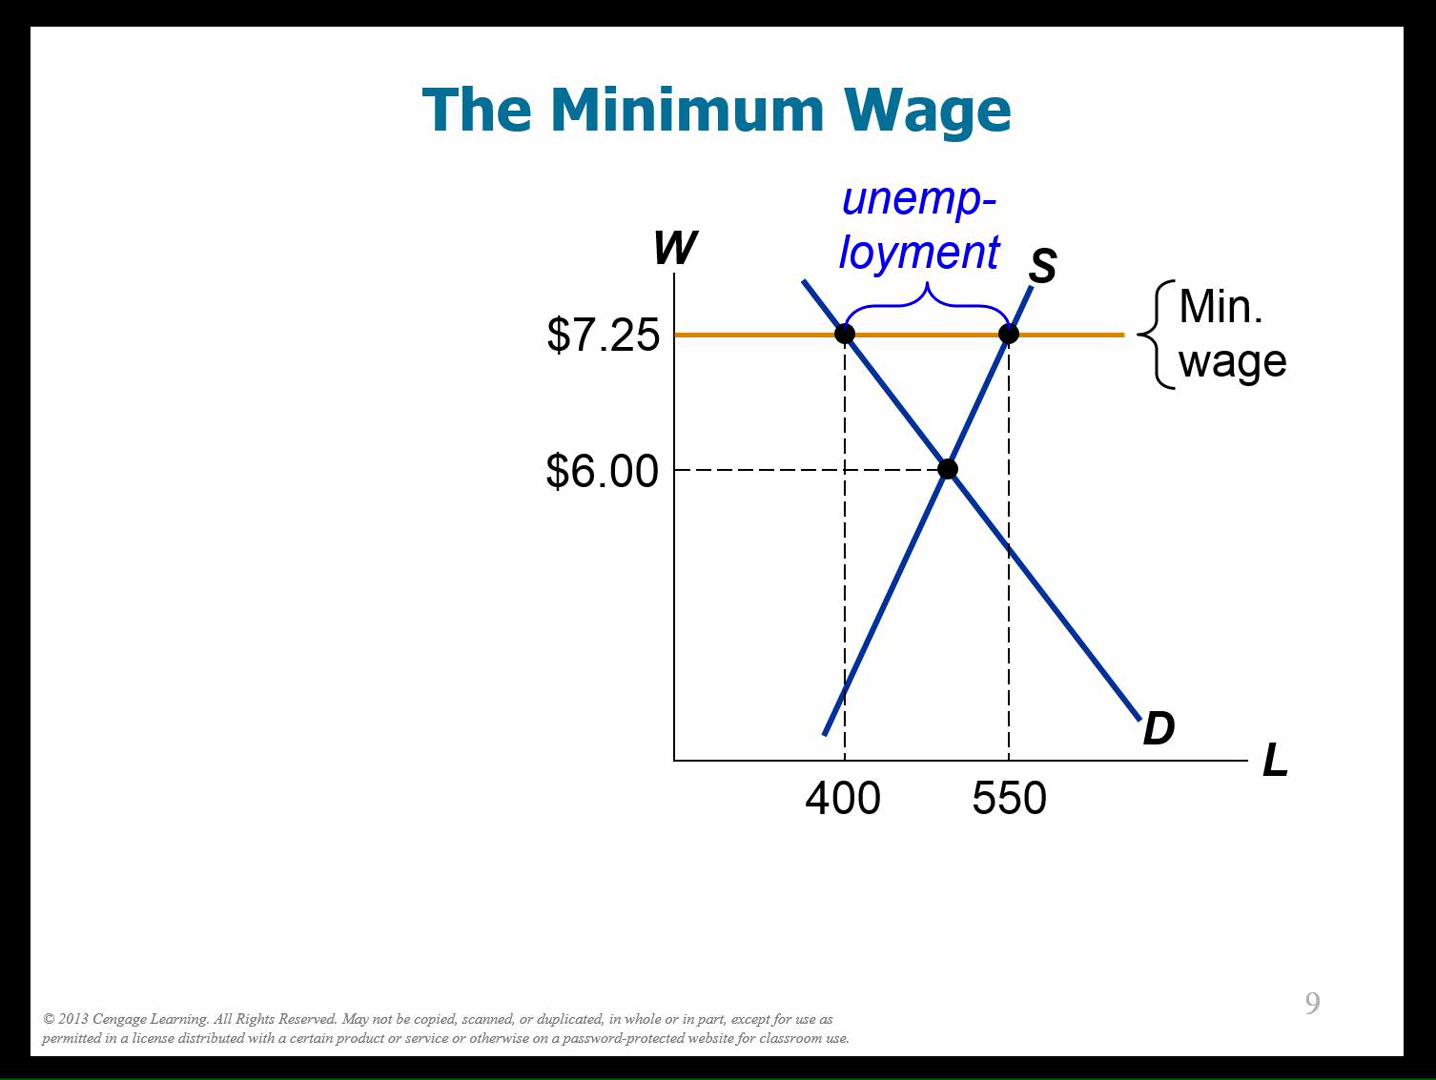 The Minimum Wage
unemp-
loyment
W
S
$7.25
Min.
wage
$6.00
D
L
400
550
9
© 2013 Cengage Learning. All Rights Reserved. May not be copied, scanned, or duplicated, in whole or in part, except for use as
permitted in a license distributed with a certain product or service or otherwise on a password-protected website for classroom use.